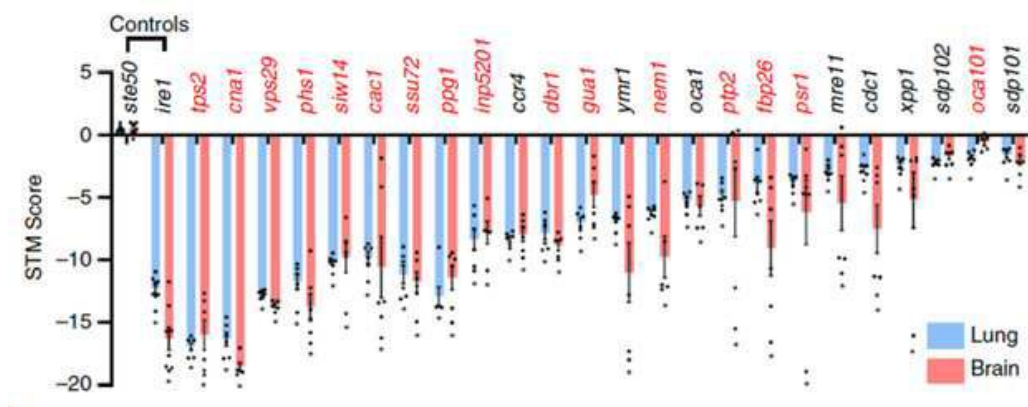 Controls
ste50 ire1 tps2 cna1 vps29 phs1 siw14 cac1 ssu72 ppg1 inp5201 ccr4 dbr1 gua1 ymr1 nem1 oca1 ptp2 fbp26 psr1 mre11 cdc1 xpp1 sdp102 oca101 sdp101
5
0
−5
−10
−15
−20
STM Score
Lung
Brain